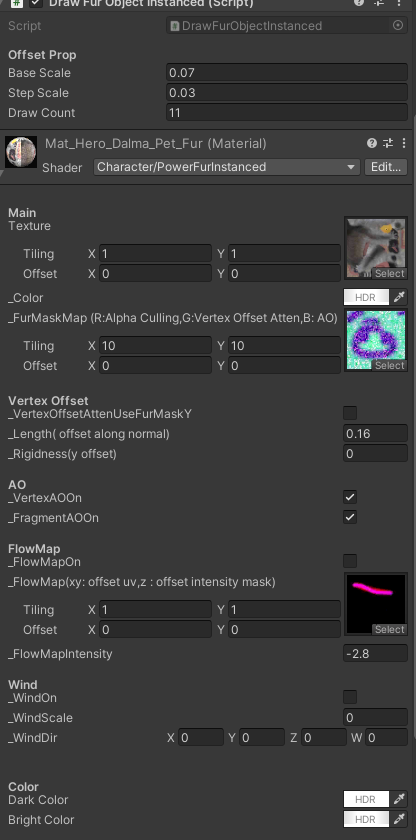 Draw Fur Object Instanced (Script)
Script DrawFurObjectInstanced
Offset Prop
Base Scale 0.07
Step Scale 0.03
Draw Count 11
Mat_Hero_Dalma_Pet_Fur (Material)
Shader Character/PowerFurInstanced Edit...
Main
Texture
Tiling X 1 Y 1
Offset X 0 Y 0
Select
_Color HDR
_FurMaskMap (R:Alpha Culling,G:Vertex Offset Atten,B: AO)
Tiling X 10 Y 10
Offset X 0 Y 0
Select
Vertex Offset
_VertexOffsetAttenUseFurMaskY
_Length( offset along normal) 0.16
_Rigidness(y offset) 0
AO
_VertexAOOn
_FragmentAOOn
FlowMap
_FlowMapOn
_FlowMap(xy: offset uv,z : offset intensity mask)
Tiling X 1 Y 1
Offset X 0 Y 0
Select
_FlowMapIntensity -2.8
Wind
_WindOn
_WindScale 0
_WindDir X 0 Y 0 Z 0 W 0
Color
Dark Color HDR
Bright Color HDR